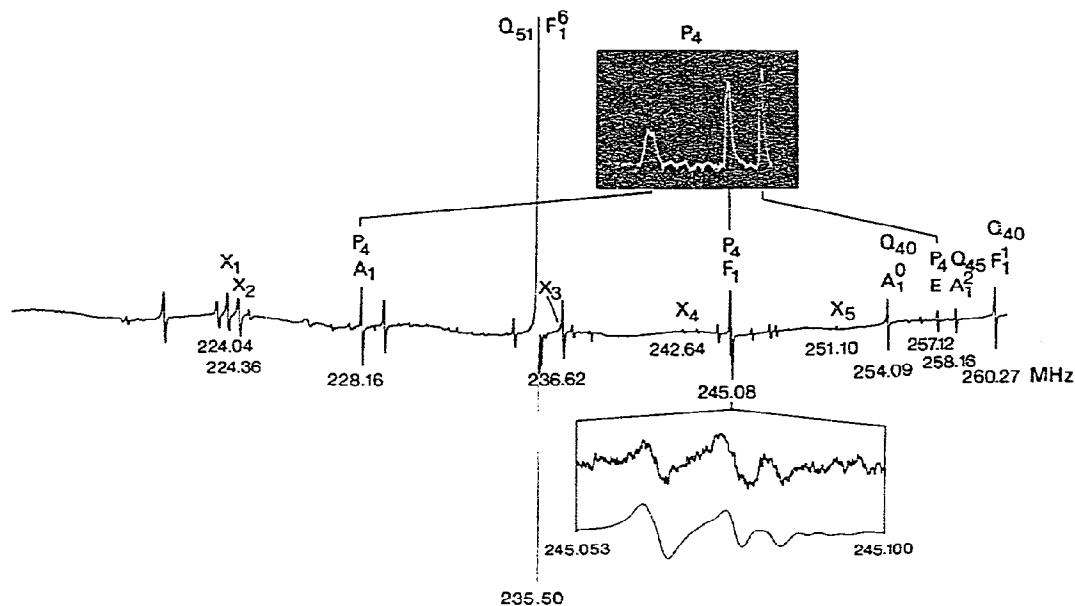 Q51 F1^6
P4
X1
X2
P4
A1
X3
X4
P4
F1
X5
Q40
A1^0
P4
E
Q45
A1^2
G40
F1^1
224.04
224.36
228.16
236.62
242.64
245.08
251.10
254.09
257.12
258.16
260.27 MHz
245.053
245.100
235.50